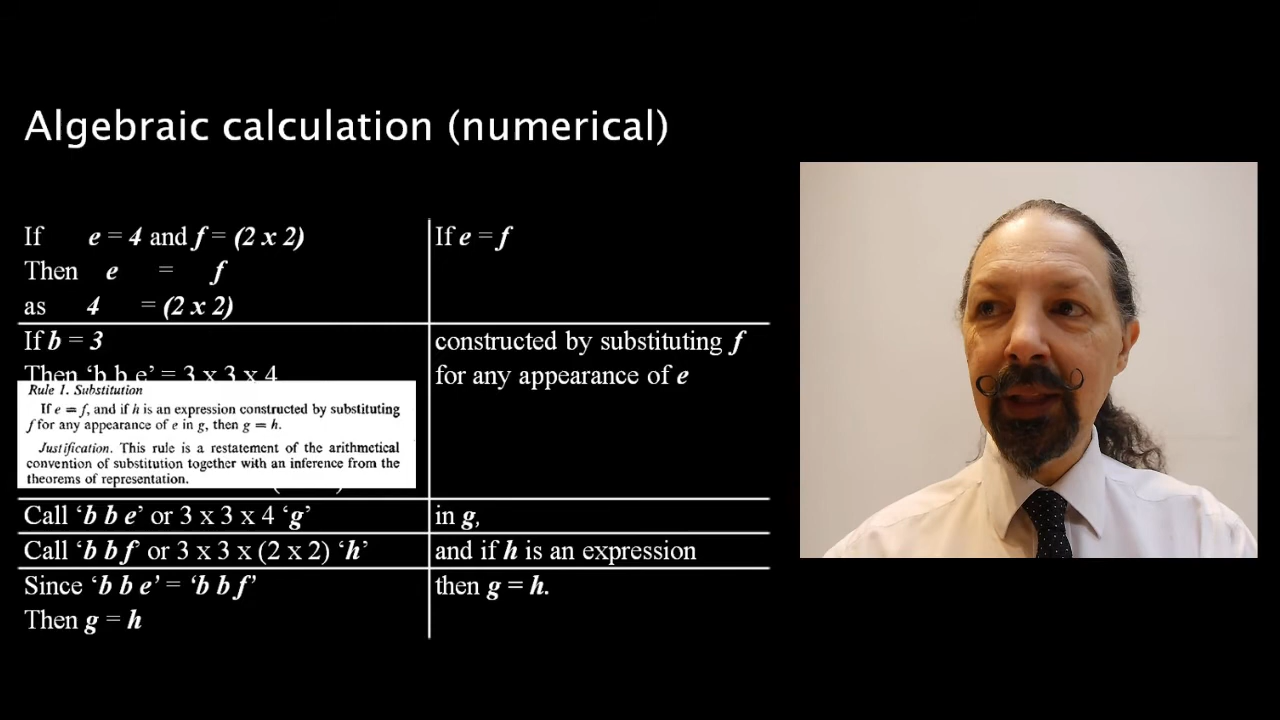 Algebraic calculation (numerical)
If e = 4 and f = (2 x 2)
Then e = f
as 4 = (2 x 2)
If e = f
If b = 3
Then ‘b b e’ = 3 x 3 x 4
constructed by substituting f
for any appearance of e
Rule 1. Substitution
If e = f, and if h is an expression constructed by substituting
f for any appearance of e in g, then g = h.
Justification. This rule is a restatement of the arithmetical
convention of substitution together with an inference from the
theorems of representation.
Call ‘b b e’ or 3 x 3 x 4 ‘g’
in g,
Call ‘b b f’ or 3 x 3 x (2 x 2) ‘h’
and if h is an expression
Since ‘b b e’ = ‘b b f’
Then g = h
then g = h.